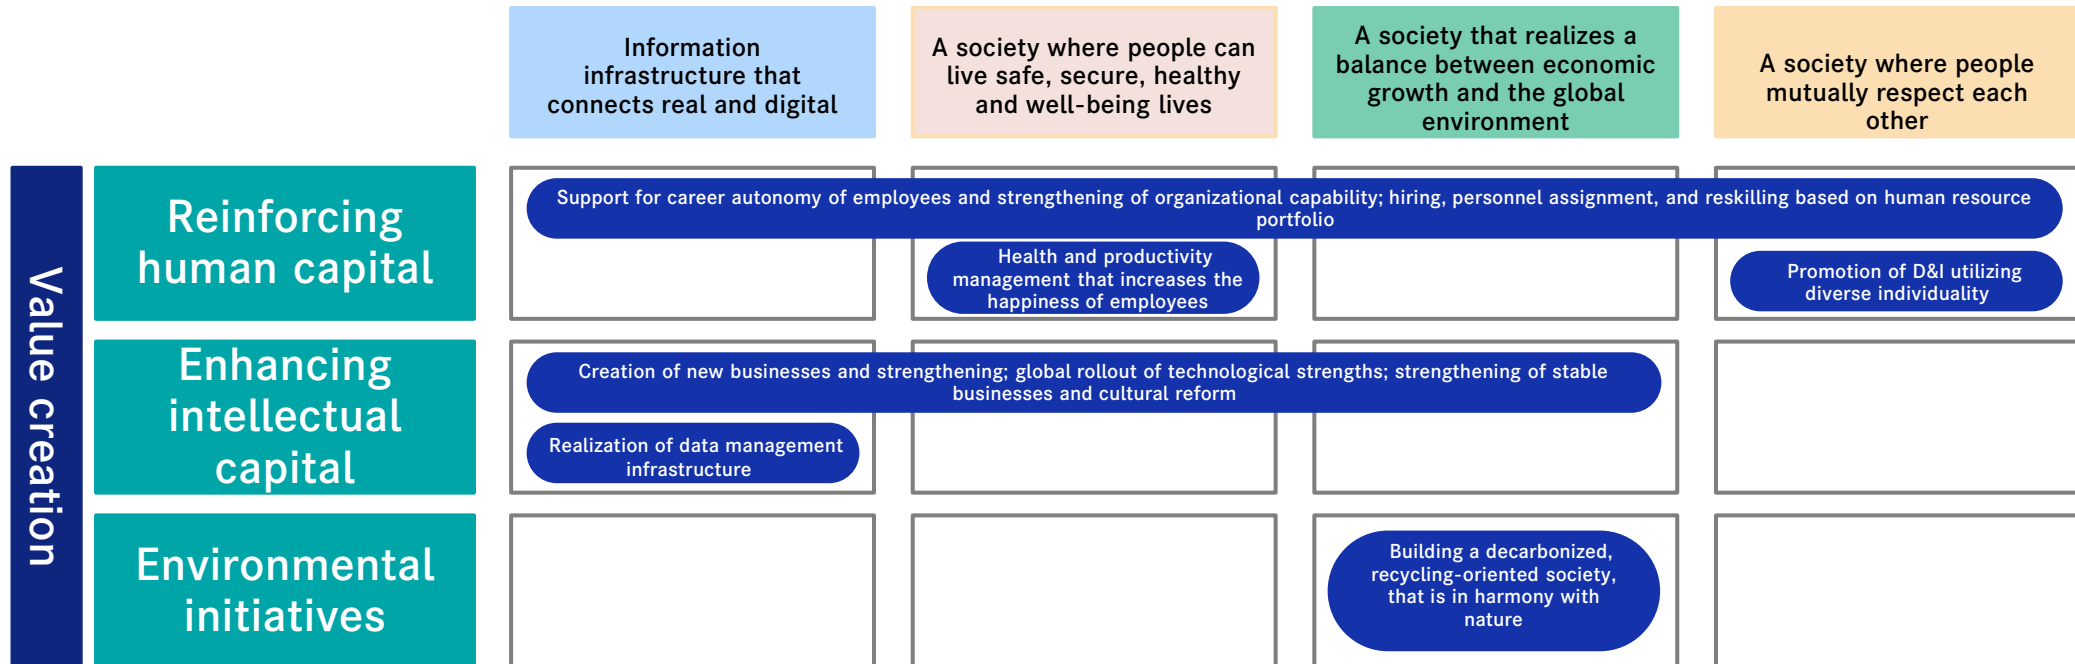 Information
infrastructure that
connects real and digital
A society where people can
live safe, secure, healthy
and well-being lives
A society that realizes a
balance between economic
growth and the global
environment
A society where people
mutually respect each
other
Value creation
Reinforcing
human capital
Support for career autonomy of employees and strengthening of organizational capability; hiring, personnel assignment, and reskilling based on human resource
portfolio
Health and productivity
management that increases the
happiness of employees
Promotion of D&I utilizing
diverse individuality
Enhancing
intellectual
capital
Creation of new businesses and strengthening; global rollout of technological strengths; strengthening of stable
businesses and cultural reform
Realization of data management
infrastructure
Environmental
initiatives
Building a decarbonized,
recycling-oriented society,
that is in harmony with
nature